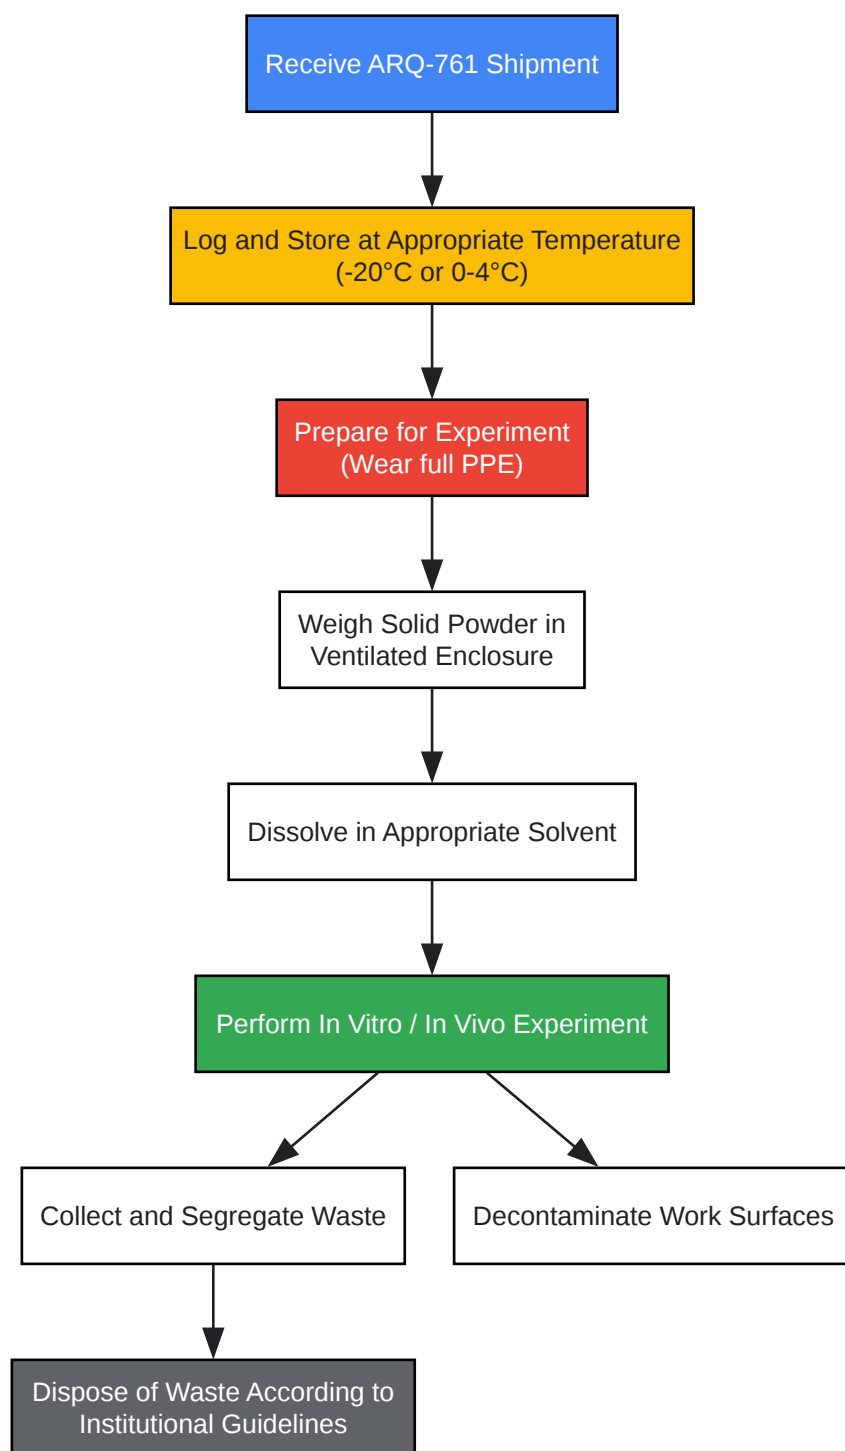 Receive ARQ-761 Shipment
Log and Store at Appropriate Temperature
(-20°C or 0-4°C)
Prepare for Experiment
(Wear full PPE)
Weigh Solid Powder in
Ventilated Enclosure
Dissolve in Appropriate Solvent
Perform In Vitro / In Vivo Experiment
Collect and Segregate Waste
Decontaminate Work Surfaces
Dispose of Waste According to
Institutional Guidelines